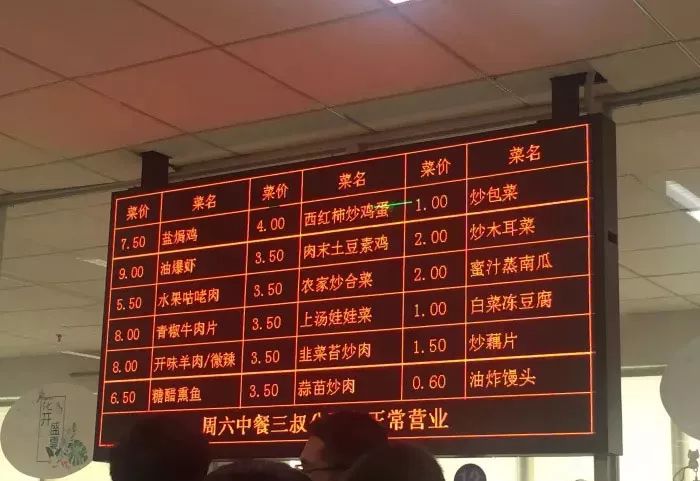 菜价 菜名 菜价 菜名 菜价 菜名
7.50 盐焗鸡 4.00 西红柿炒鸡蛋 1.00 炒包菜
9.00 油爆虾 3.50 肉末土豆素鸡 2.00 炒木耳菜
5.50 水果咕咾肉 3.50 农家炒合菜 2.00 蜜汁蒸南瓜
8.00 青椒牛肉片 3.50 上汤娃娃菜 1.00 白菜冻豆腐
8.00 开味羊肉/微辣 3.50 韭菜苔炒肉 1.50 炒藕片
6.50 糖醋熏鱼 3.50 蒜苗炒肉 0.60 油炸馒头
周六中餐三叔 正常营业
花开
盛夏